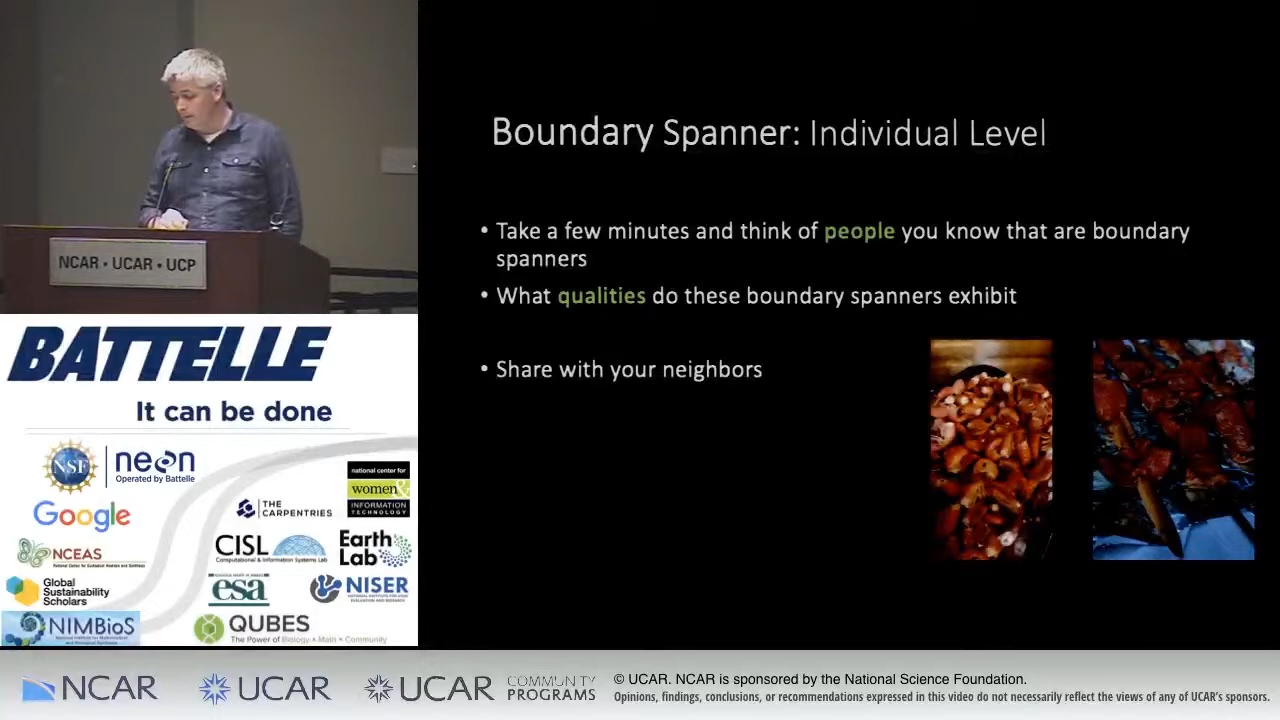 Boundary Spanner: Individual Level
• Take a few minutes and think of people you know that are boundary
spanners
• What qualities do these boundary spanners exhibit
• Share with your neighbors
NCAR • UCAR • UCP
BATTELLE
It can be done
NSF
neon
Operated by Battelle
national center for
women&
INFORMATION
TECHNOLOGY
Google
THE
CARPENTRIES
NCEAS
CISL
Computational & Information Systems Lab
Earth
Lab
Global
Sustainability
Scholars
esa
NISER
NIMBioS
QUBES
The Power of Biology • Math • Community
NCAR
UCAR
UCAR
COMMUNITY
PROGRAMS
© UCAR. NCAR is sponsored by the National Science Foundation.
Opinions, findings, conclusions, or recommendations expressed in this video do not necessarily reflect the views of any of UCAR's sponsors.